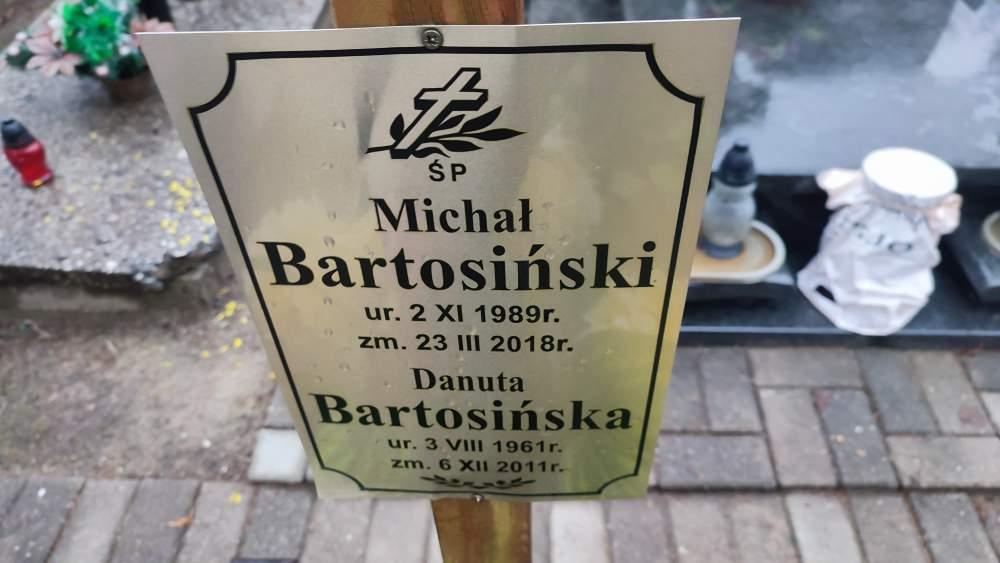 ŚP
Michał
Bartosiński
ur. 2 XI 1989r.
zm. 23 III 2018r.
Danuta
Bartosińska
ur. 3 VIII 1961r.
zm. 6 XII 2011r.